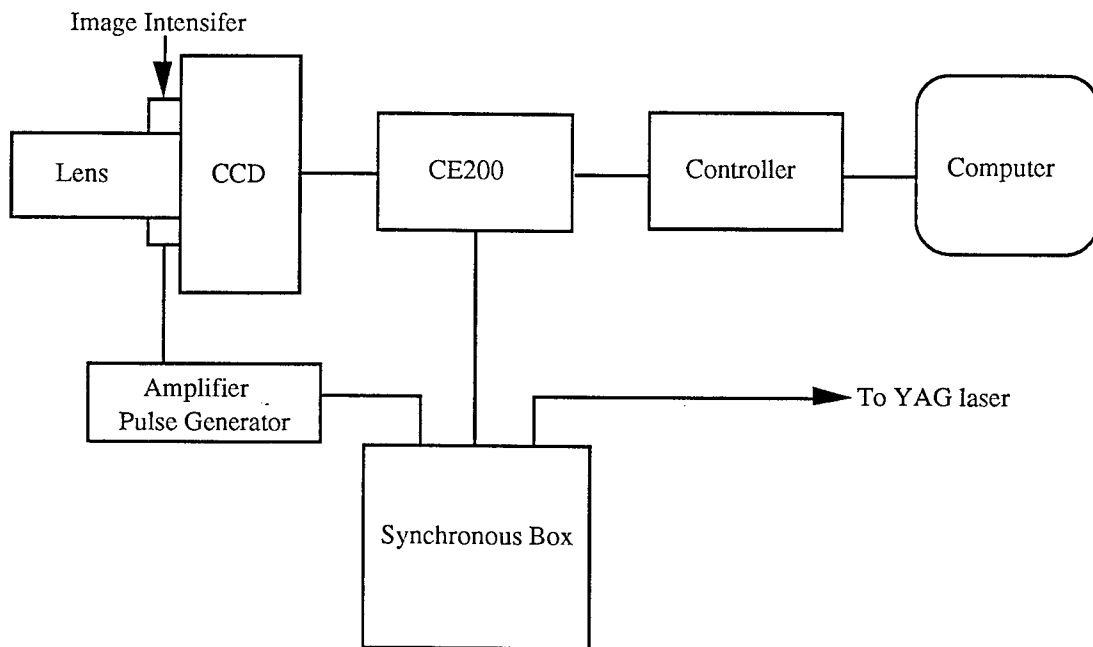 Image Intensifer
Lens
CCD
CE200
Controller
Computer
Amplifier
Pulse Generator
To YAG laser
Synchronous Box